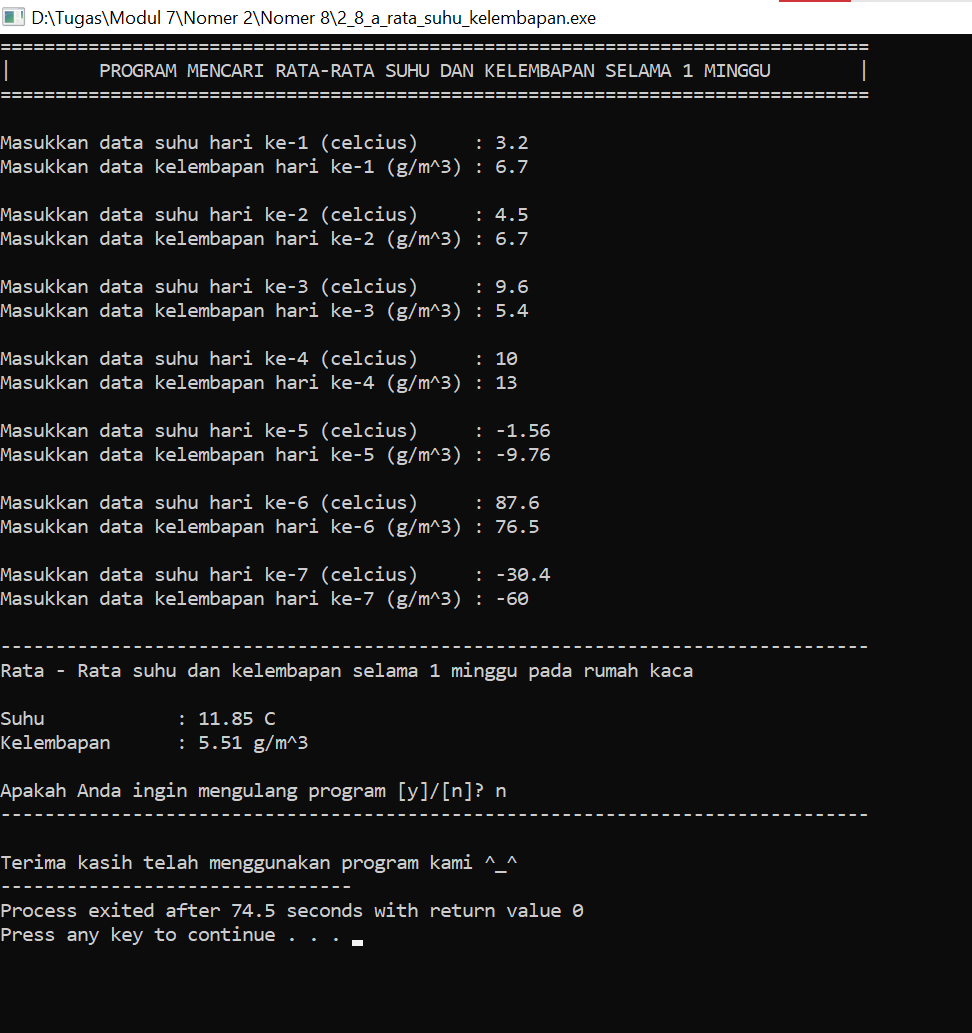 D:\Tugas\Modul 7\Nomer 2\Nomer 8\2_8_a_rata_suhu_kelembapan.exe
===============================================================================
|        PROGRAM MENCARI RATA-RATA SUHU DAN KELEMBAPAN SELAMA 1 MINGGU        |
===============================================================================
Masukkan data suhu hari ke-1 (celcius)     : 3.2
Masukkan data kelembapan hari ke-1 (g/m^3) : 6.7
Masukkan data suhu hari ke-2 (celcius)     : 4.5
Masukkan data kelembapan hari ke-2 (g/m^3) : 6.7
Masukkan data suhu hari ke-3 (celcius)     : 9.6
Masukkan data kelembapan hari ke-3 (g/m^3) : 5.4
Masukkan data suhu hari ke-4 (celcius)     : 10
Masukkan data kelembapan hari ke-4 (g/m^3) : 13
Masukkan data suhu hari ke-5 (celcius)     : -1.56
Masukkan data kelembapan hari ke-5 (g/m^3) : -9.76
Masukkan data suhu hari ke-6 (celcius)     : 87.6
Masukkan data kelembapan hari ke-6 (g/m^3) : 76.5
Masukkan data suhu hari ke-7 (celcius)     : -30.4
Masukkan data kelembapan hari ke-7 (g/m^3) : -60
-------------------------------------------------------------------------------
Rata - Rata suhu dan kelembapan selama 1 minggu pada rumah kaca
Suhu            : 11.85 C
Kelembapan      : 5.51 g/m^3
Apakah Anda ingin mengulang program [y]/[n]? n
-------------------------------------------------------------------------------
Terima kasih telah menggunakan program kami ^_^
--------------------------------
Process exited after 74.5 seconds with return value 0
Press any key to continue . . .